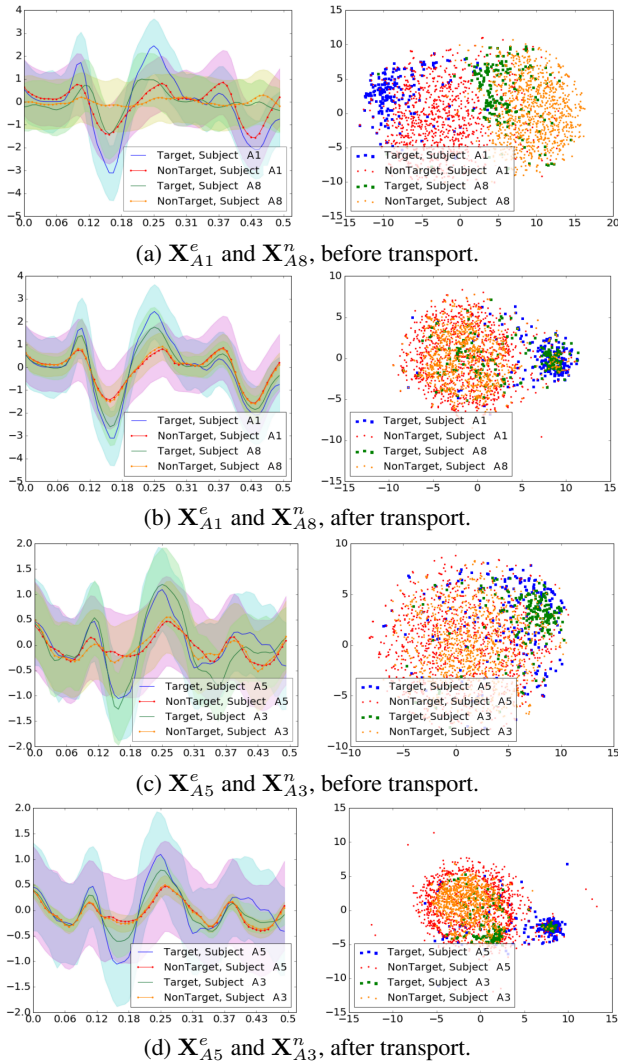 4
3
2
1
0
−1
−2
−3
−4
−5
0.0 0.06 0.12 0.18 0.25 0.31 0.37 0.43 0.5
Target, Subject A1
NonTarget, Subject A1
Target, Subject A8
NonTarget, Subject A8
15
10
5
0
−5
−10
−15
−15 −10 −5 0 5 10 15 20
Target, Subject A1
NonTarget, Subject A1
Target, Subject A8
NonTarget, Subject A8
(a) X^e_A1 and X^n_A8, before transport.
4
3
2
1
0
−1
−2
−3
−4
−5
0.0 0.06 0.12 0.18 0.25 0.31 0.37 0.43 0.5
Target, Subject A1
NonTarget, Subject A1
Target, Subject A8
NonTarget, Subject A8
15
10
5
0
−5
−10
−15
−15 −10 −5 0 5 10 15
Target, Subject A1
NonTarget, Subject A1
Target, Subject A8
NonTarget, Subject A8
(b) X^e_A1 and X^n_A8, after transport.
2.0
1.5
1.0
0.5
0.0
−0.5
−1.0
−1.5
−2.0
0.0 0.06 0.12 0.18 0.25 0.31 0.37 0.43 0.5
Target, Subject A5
NonTarget, Subject A5
Target, Subject A3
NonTarget, Subject A3
10
5
0
−5
−10
−10 −5 0 5 10 15
Target, Subject A5
NonTarget, Subject A5
Target, Subject A3
NonTarget, Subject A3
(c) X^e_A5 and X^n_A3, before transport.
2.0
1.5
1.0
0.5
0.0
−0.5
−1.0
−1.5
−2.0
0.0 0.06 0.12 0.18 0.25 0.31 0.37 0.43 0.5
Target, Subject A5
NonTarget, Subject A5
Target, Subject A3
NonTarget, Subject A3
15
10
5
0
−5
−10
−15
−15 −10 −5 0 5 10 15
Target, Subject A5
NonTarget, Subject A5
Target, Subject A3
NonTarget, Subject A3
(d) X^e_A5 and X^n_A3, after transport.